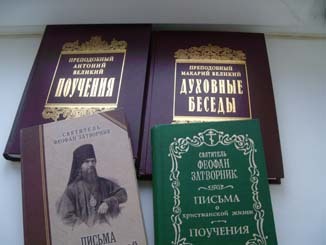 ПРЕПОДОБНЫЙ
АНТОНИЙ
ВЕЛИКИЙ
ПОУЧЕНИЯ
ПРЕПОДОБНЫЙ
МАКАРИЙ ВЕЛИКИЙ
ДУХОВНЫЕ
БЕСЕДЫ
СВЯТИТЕЛЬ
ФЕОФАН ЗАТВОРНИК
ПИСЬМА
СВЯТИТЕЛЬ
ФЕОФАН
ЗАТВОРНИК
ПИСЬМА
о
христианской жизни
ПОУЧЕНИЯ